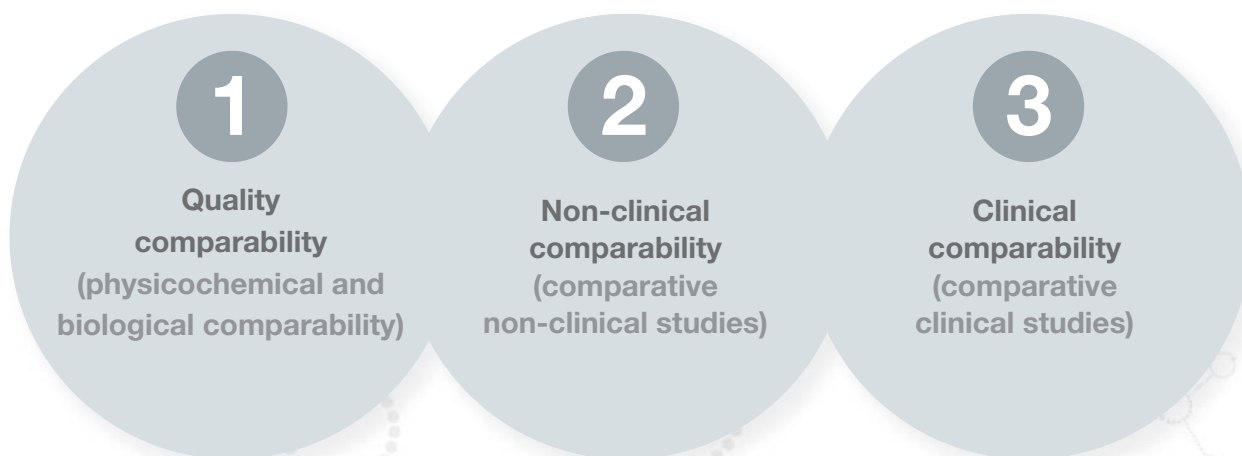 1
Quality
comparability
(physicochemical and
biological comparability)
2
Non-clinical
comparability
(comparative
non-clinical studies)
3
Clinical
comparability
(comparative
clinical studies)